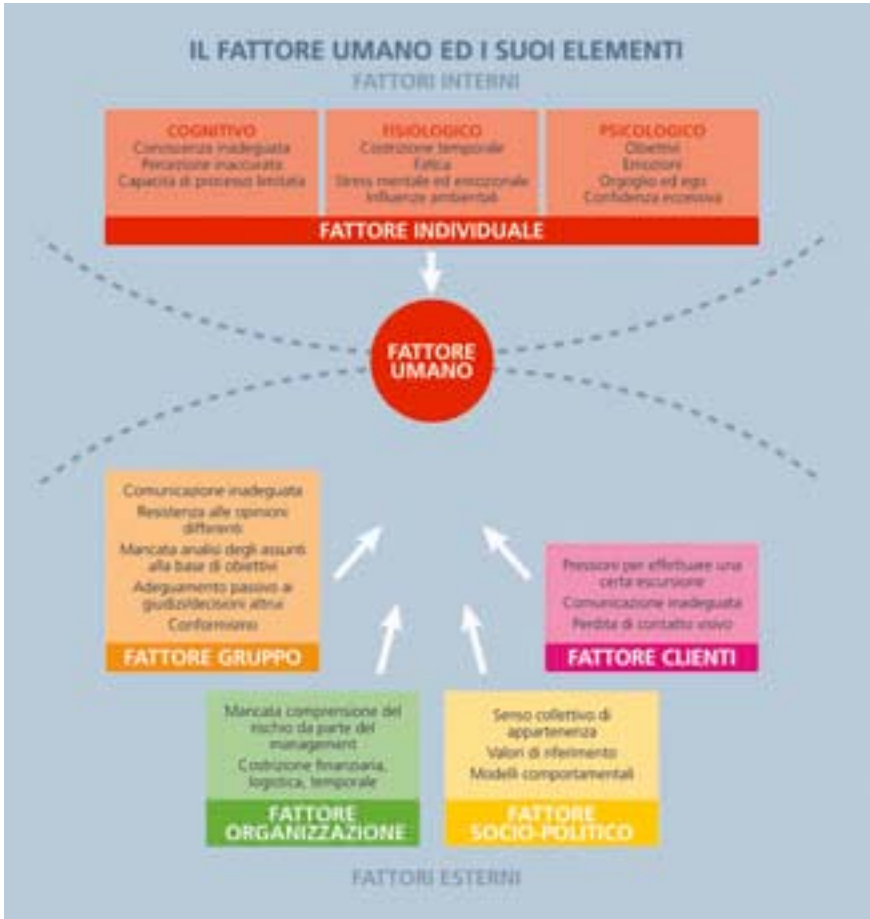 IL FATTORE UMANO ED I SUOI ELEMENTI
FATTORI INTERNI
COGNITIVO
Conoscenza inadeguata
Percezione inaccurata
Capacità di processo limitata
FISIOLOGICO
Costrizione temporale
Fatica
Stress mentale ed emozionale
Influenze ambientali
PSICOLOGICO
Obiettivi
Emozioni
Orgoglio ed ego
Confidenza eccessiva
FATTORE INDIVIDUALE
FATTORE
UMANO
Comunicazione inadeguata
Resistenza alle opinioni
differenti
Mancata analisi degli assunti
alla base di obiettivi
Adeguamento passivo ai
giudizi/decisioni altrui
Conformismo
FATTORE GRUPPO
Pressioni per effettuare una
certa escursione
Comunicazione inadeguata
Perdita di contatto visivo
FATTORE CLIENTI
Mancata comprensione del
rischio da parte del
management
Costrizione finanziaria,
logistica, temporale
FATTORE
ORGANIZZAZIONE
Senso collettivo di
appartenenza
Valori di riferimento
Modelli comportamentali
FATTORE
SOCIO-POLITICO
FATTORI ESTERNI